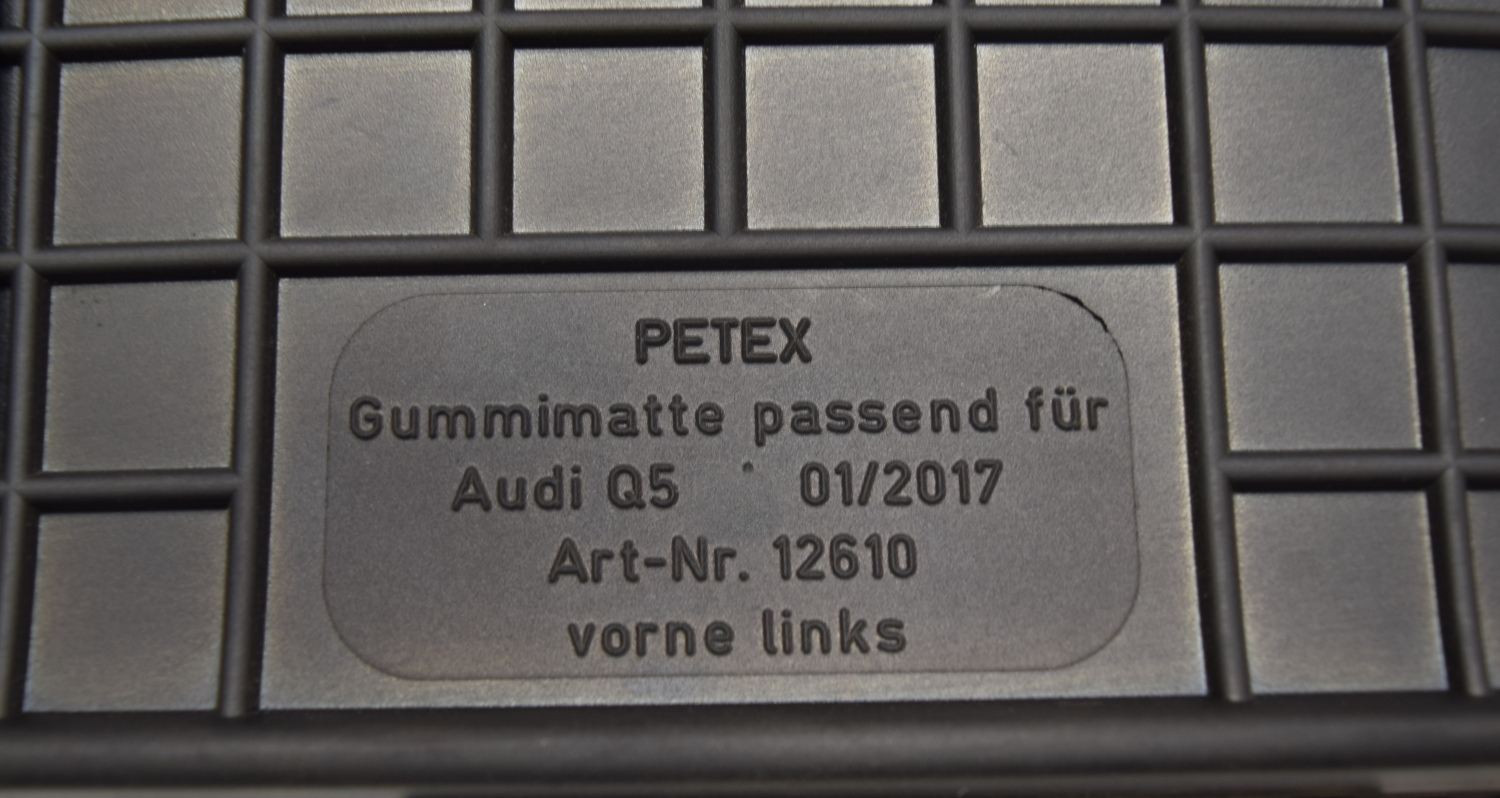 PETEX
Gummimatte passend für
Audi Q5 01/2017
Art-Nr. 12610
vorne links